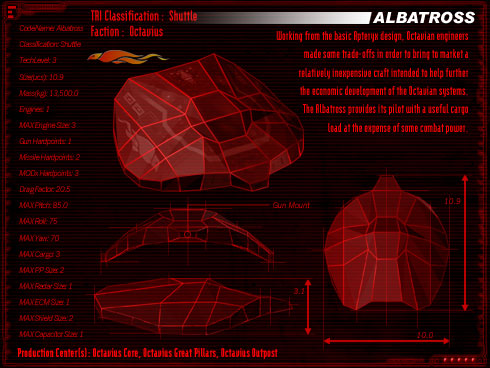 TRI Classification : Shuttle
Faction : Octavius
ALBATROSS
Working from the basic Apteryx design, Octavian engineers
made some trade-offs in order to bring to market a
relatively inexpensive craft intended to help further
the economic development of the Octavian systems.
The Albatross provides its pilot with a useful cargo
load at the expense of some combat power.
CodeName: Albatross
Classification: Shuttle
TechLevel: 3
Size(ucs): 10.9
Mass(kg): 13,500.0
Engines: 1
MAX Engine Size: 3
Gun Hardpoints: 1
Missile Hardpoints: 2
MODx Hardpoints: 3
Drag Factor: 20.5
MAX Pitch: 65.0
MAX Roll: 75
MAX Yaw: 70
MAX Cargo: 3
MAX PP Size: 2
MAX Radar Size: 1
MAX ECM Size: 1
MAX Shield Size: 2
MAX Capacitor Size: 1
Gun Mount
10.9
3.1
10.0
Production Center(s): Octavius Core, Octavius Great Pillars, Octavius Outpost